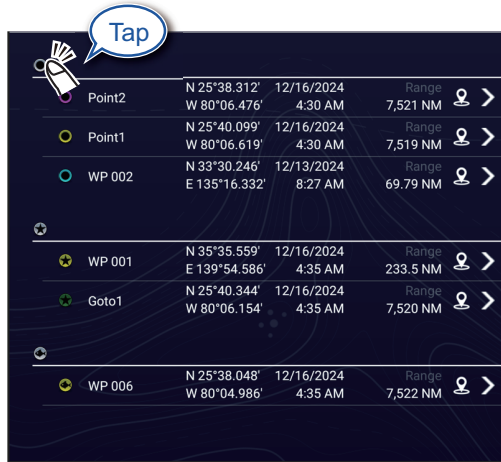 Tap
N 25°38.312' 12/16/2024 Range
Point2
W 80°06.476' 4:30 AM 7,521 NM
N 25°40.099' 12/16/2024 Range
Point1
W 80°06.619' 4:30 AM 7,519 NM
N 33°30.246' 12/13/2024 Range
WP 002
E 135°16.332' 8:27 AM 69.79 NM
N 35°35.559' 12/16/2024 Range
WP 001
E 139°54.586' 4:35 AM 233.5 NM
N 25°40.344' 12/16/2024 Range
Goto1
W 80°06.154' 4:35 AM 7,520 NM
N 25°38.048' 12/16/2024 Range
WP 006
W 80°04.986' 4:35 AM 7,522 NM